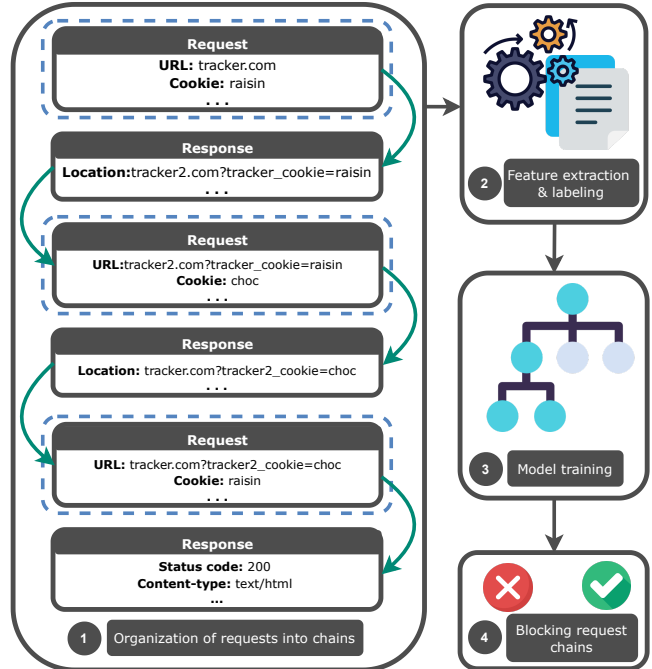 Request
URL: tracker.com
Cookie: raisin
. . .
Response
Location:tracker2.com?tracker_cookie=raisin
. . .
Request
URL:tracker2.com?tracker_cookie=raisin
Cookie: choc
. . .
Response
Location: tracker.com?tracker2_cookie=choc
. . .
Request
URL: tracker.com?tracker2_cookie=choc
Cookie: raisin
. . .
Response
Status code: 200
Content-type: text/html
...
1 Organization of requests into chains
2 Feature extraction
& labeling
3 Model training
4 Blocking request
chains